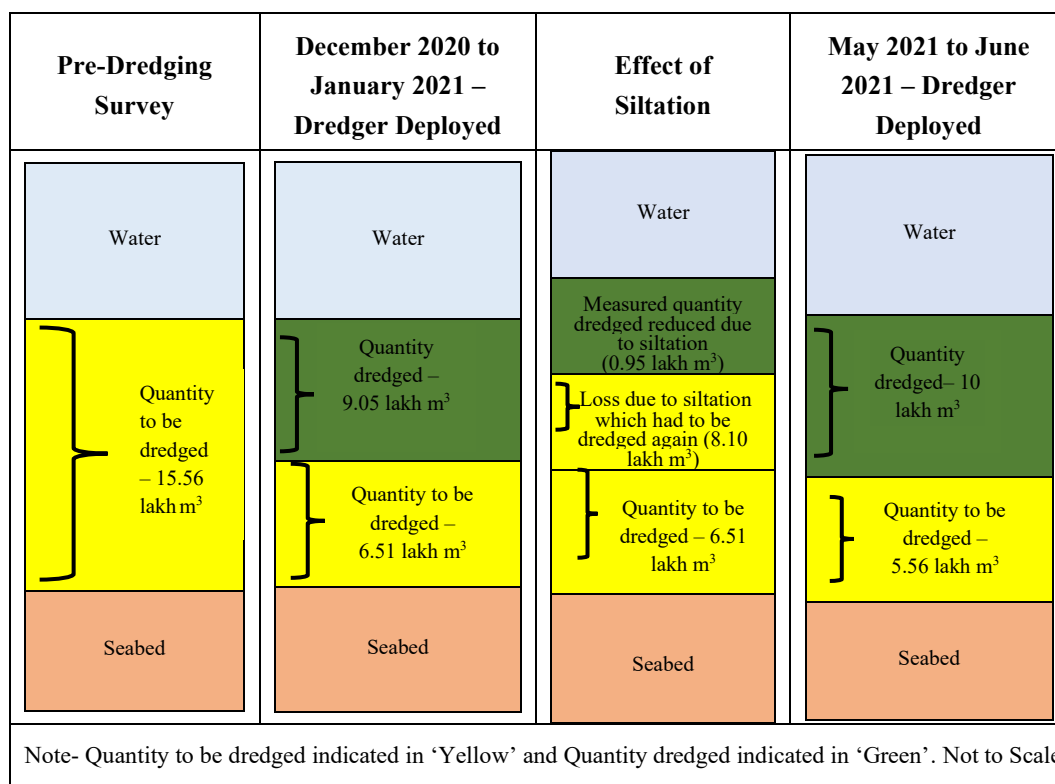 Pre-Dredging
Survey
December 2020 to
January 2021 –
Dredger Deployed
Effect of
Siltation
May 2021 to June
2021 – Dredger
Deployed
Water
Quantity
to be
dredged
– 15.56
lakh m³
Seabed
Water
Quantity
dredged –
9.05 lakh m³
Quantity to be
dredged –
6.51 lakh m³
Seabed
Water
Measured quantity
dredged reduced due
to siltation
(0.95 lakh m³)
Loss due to siltation
which had to be
dredged again (8.10
lakh m³)
Quantity to be
dredged – 6.51
lakh m³
Seabed
Water
Quantity
dredged– 10
lakh m³
Quantity to be
dredged –
5.56 lakh m³
Seabed
Note- Quantity to be dredged indicated in ‘Yellow’ and Quantity dredged indicated in ‘Green’. Not to Scale